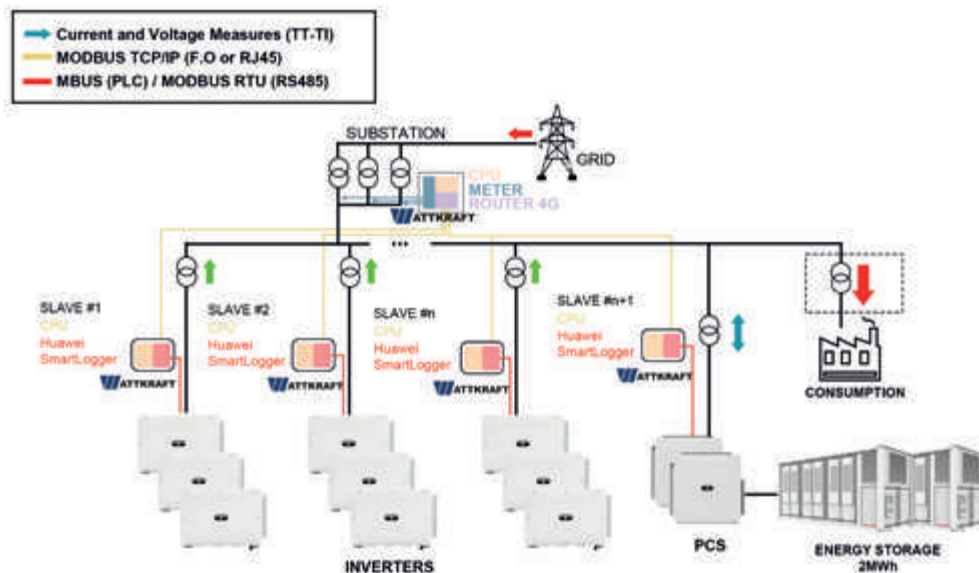 Current and Voltage Measures (TT-TI)
MODBUS TCP/IP (F.O or RJ45)
MBUS (PLC) / MODBUS RTU (RS485)
SUBSTATION
GRID
CPU
METER
ROUTER 4G
WATTKRAFT
...
SLAVE #1
CPU
Huawei
SmartLogger
WATTKRAFT
SLAVE #2
CPU
Huawei
SmartLogger
WATTKRAFT
SLAVE #n
CPU
Huawei
SmartLogger
WATTKRAFT
SLAVE #n+1
CPU
Huawei
SmartLogger
WATTKRAFT
CONSUMPTION
INVERTERS
PCS
ENERGY STORAGE
2MWh